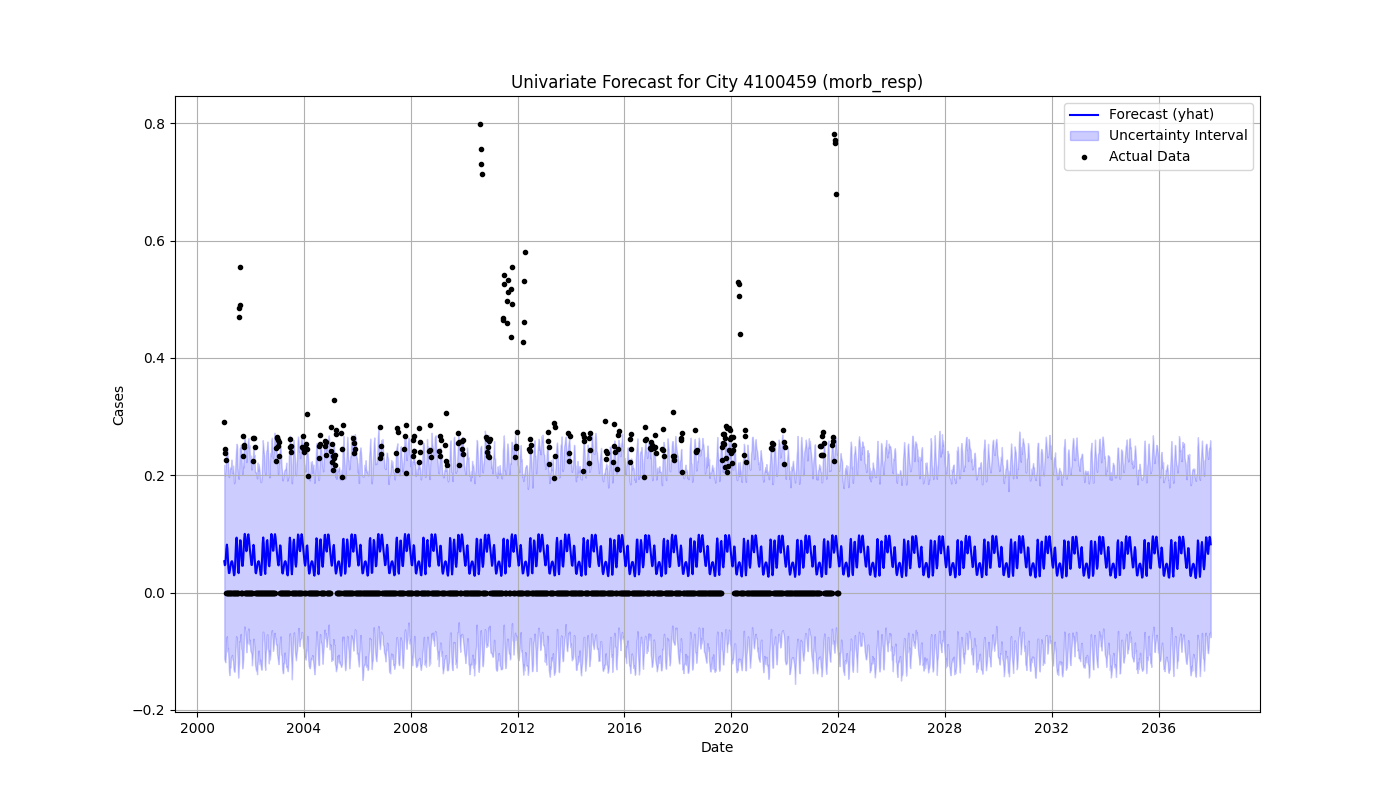 Univariate Forecast for City 4100459 (morb_resp)
Forecast (yhat)
Uncertainty Interval
Actual Data
Cases
0.8
0.6
0.4
0.2
0.0
−0.2
2000 2004 2008 2012 2016 2020 2024 2028 2032 2036
Date